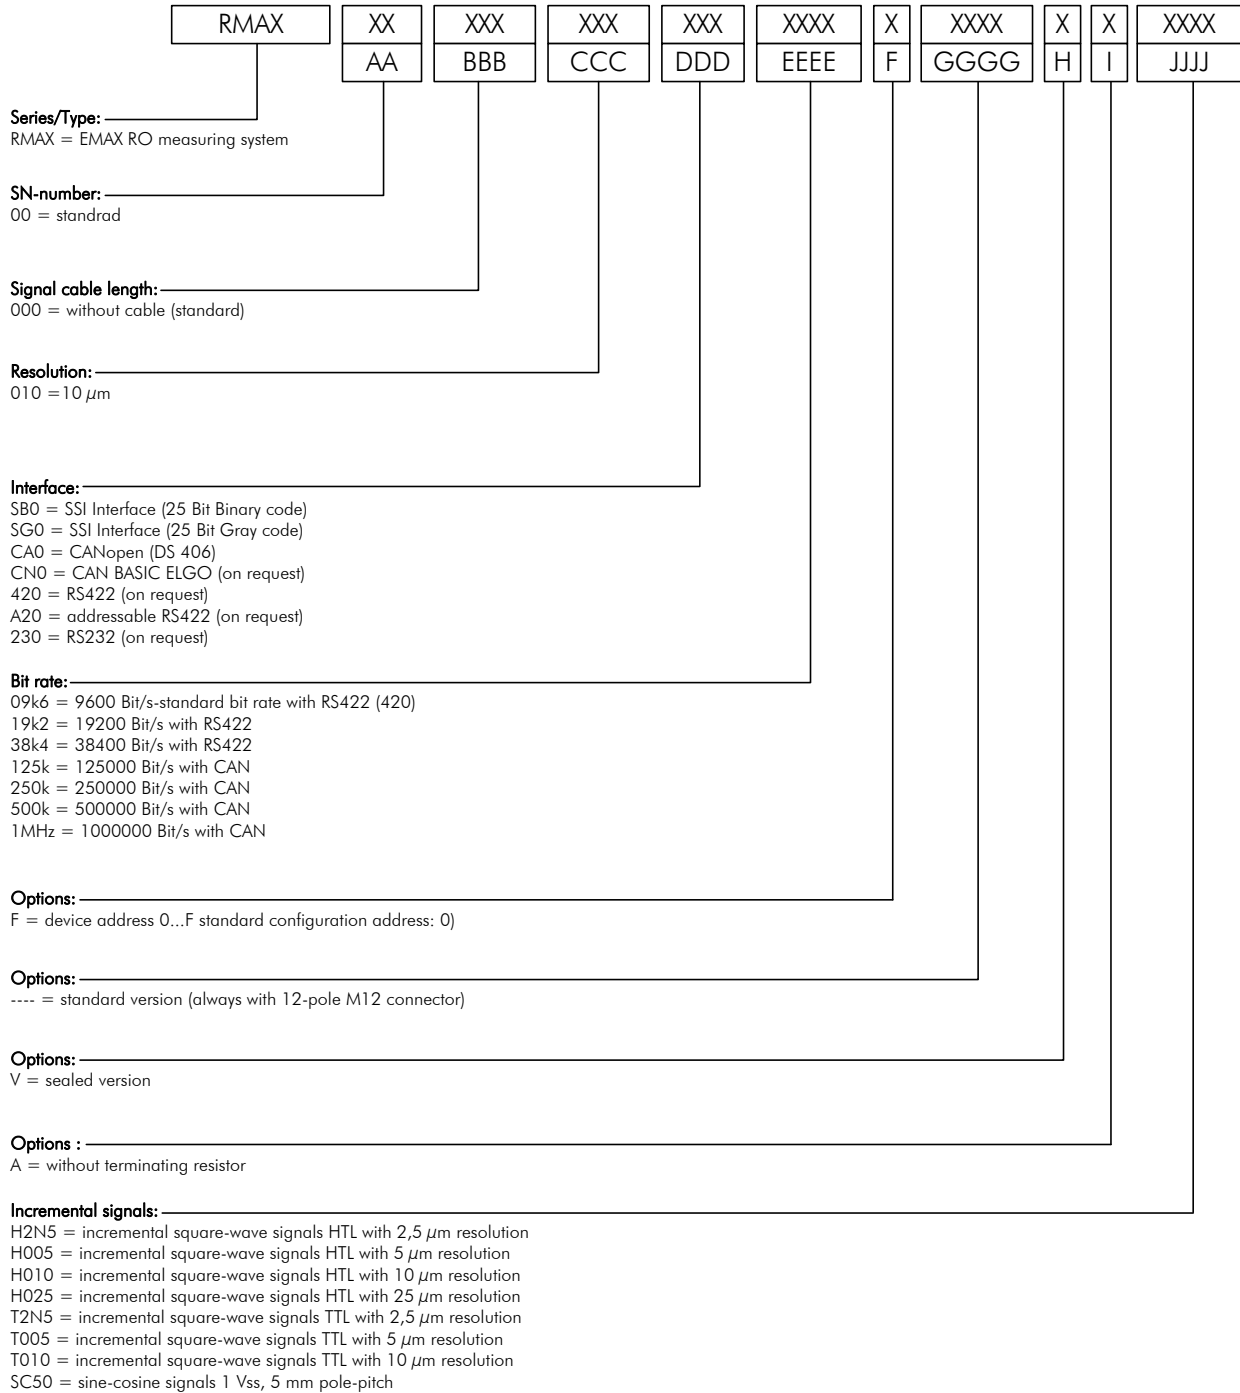 RMAX XX XXX XXX XXX XXXX X XXXX X X XXXX
AA BBB CCC DDD EEEE F GGGG H I JJJJ
Series/Type:
RMAX = EMAX RO measuring system
SN-number:
00 = standrad
Signal cable length:
000 = without cable (standard)
Resolution:
010 =10 µm
Interface:
SB0 = SSI Interface (25 Bit Binary code)
SG0 = SSI Interface (25 Bit Gray code)
CA0 = CANopen (DS 406)
CN0 = CAN BASIC ELGO (on request)
420 = RS422 (on request)
A20 = addressable RS422 (on request)
230 = RS232 (on request)
Bit rate:
09k6 = 9600 Bit/s-standard bit rate with RS422 (420)
19k2 = 19200 Bit/s with RS422
38k4 = 38400 Bit/s with RS422
125k = 125000 Bit/s with CAN
250k = 250000 Bit/s with CAN
500k = 500000 Bit/s with CAN
1MHz = 1000000 Bit/s with CAN
Options:
F = device address 0...F standard configuration address: 0)
Options:
---- = standard version (always with 12-pole M12 connector)
Options:
V = sealed version
Options :
A = without terminating resistor
Incremental signals:
H2N5 = incremental square-wave signals HTL with 2,5 µm resolution
H005 = incremental square-wave signals HTL with 5 µm resolution
H010 = incremental square-wave signals HTL with 10 µm resolution
H025 = incremental square-wave signals HTL with 25 µm resolution
T2N5 = incremental square-wave signals TTL with 2,5 µm resolution
T005 = incremental square-wave signals TTL with 5 µm resolution
T010 = incremental square-wave signals TTL with 10 µm resolution
SC50 = sine-cosine signals 1 Vss, 5 mm pole-pitch